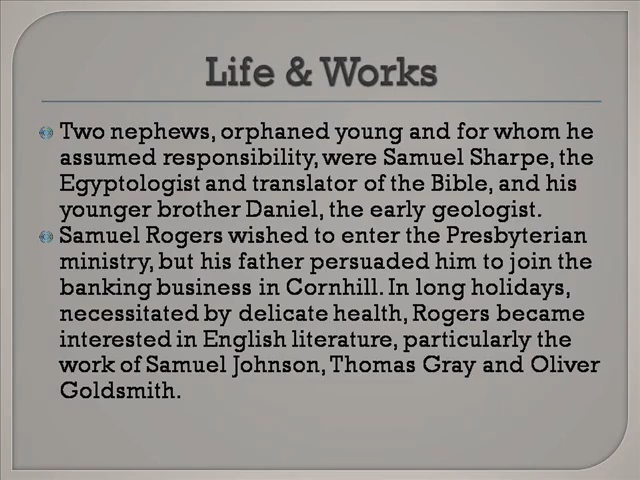 Life & Works
Two nephews, orphaned young and for whom he
assumed responsibility, were Samuel Sharpe, the
Egyptologist and translator of the Bible, and his
younger brother Daniel, the early geologist.
Samuel Rogers wished to enter the Presbyterian
ministry, but his father persuaded him to join the
banking business in Cornhill. In long holidays,
necessitated by delicate health, Rogers became
interested in English literature, particularly the
work of Samuel Johnson, Thomas Gray and Oliver
Goldsmith.